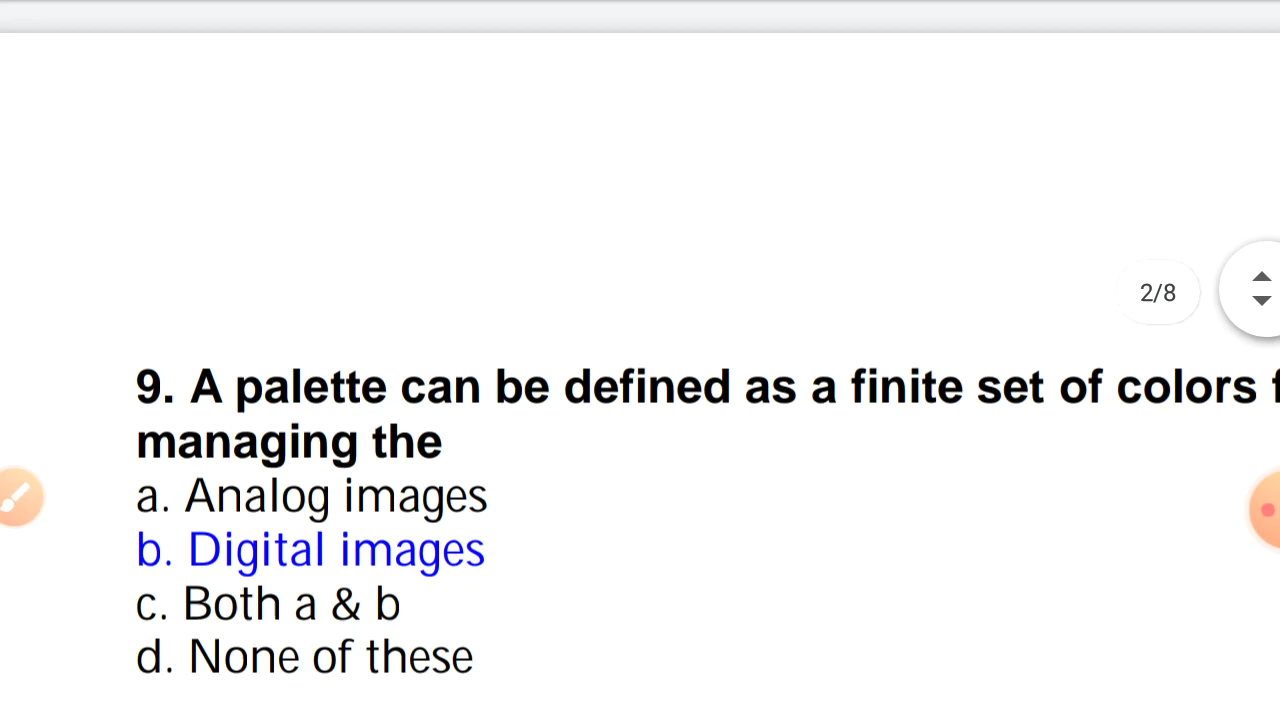 2/8
9. A palette can be defined as a finite set of colors
managing the
a. Analog images
b. Digital images
c. Both a & b
d. None of these